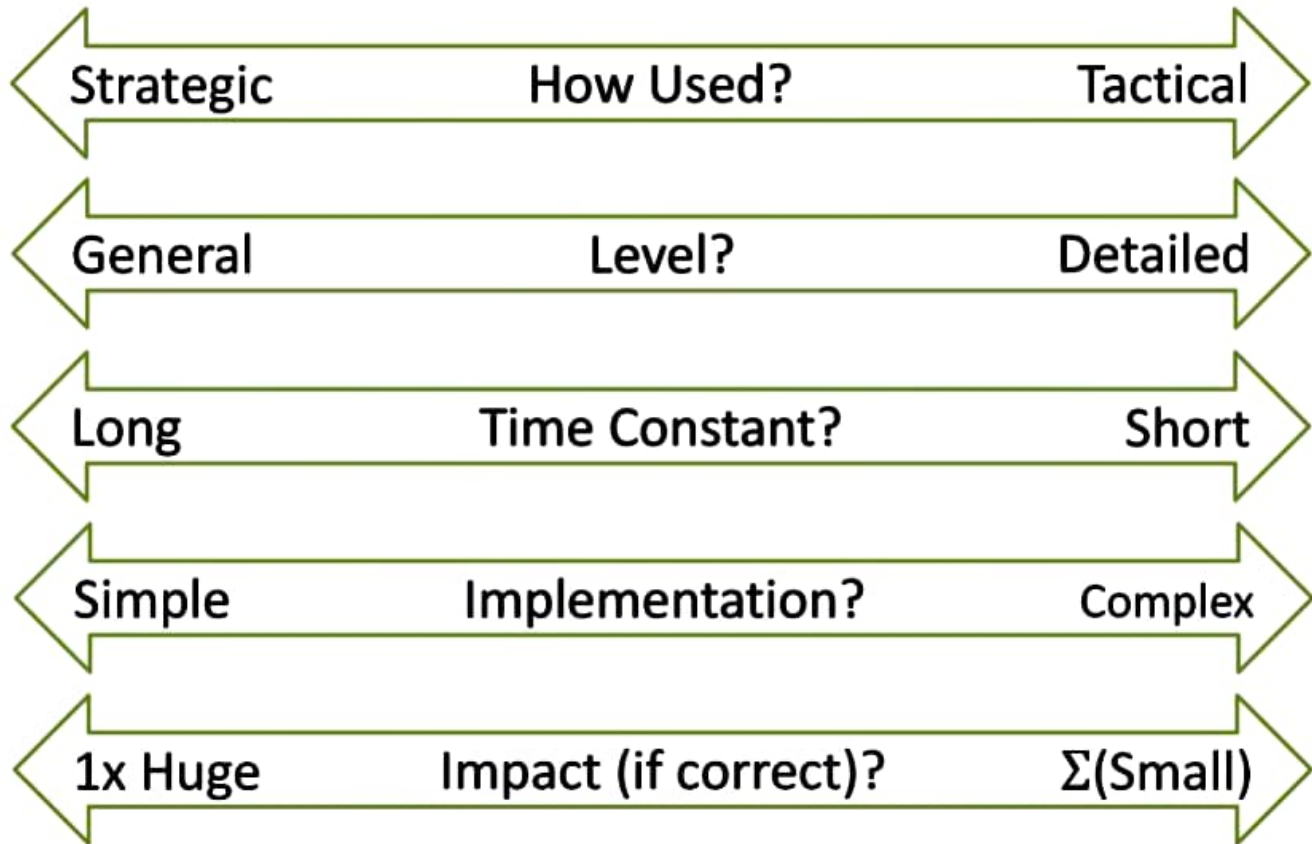 Strategic How Used? Tactical
General Level? Detailed
Long Time Constant? Short
Simple Implementation? Complex
1x Huge Impact (if correct)? Σ(Small)